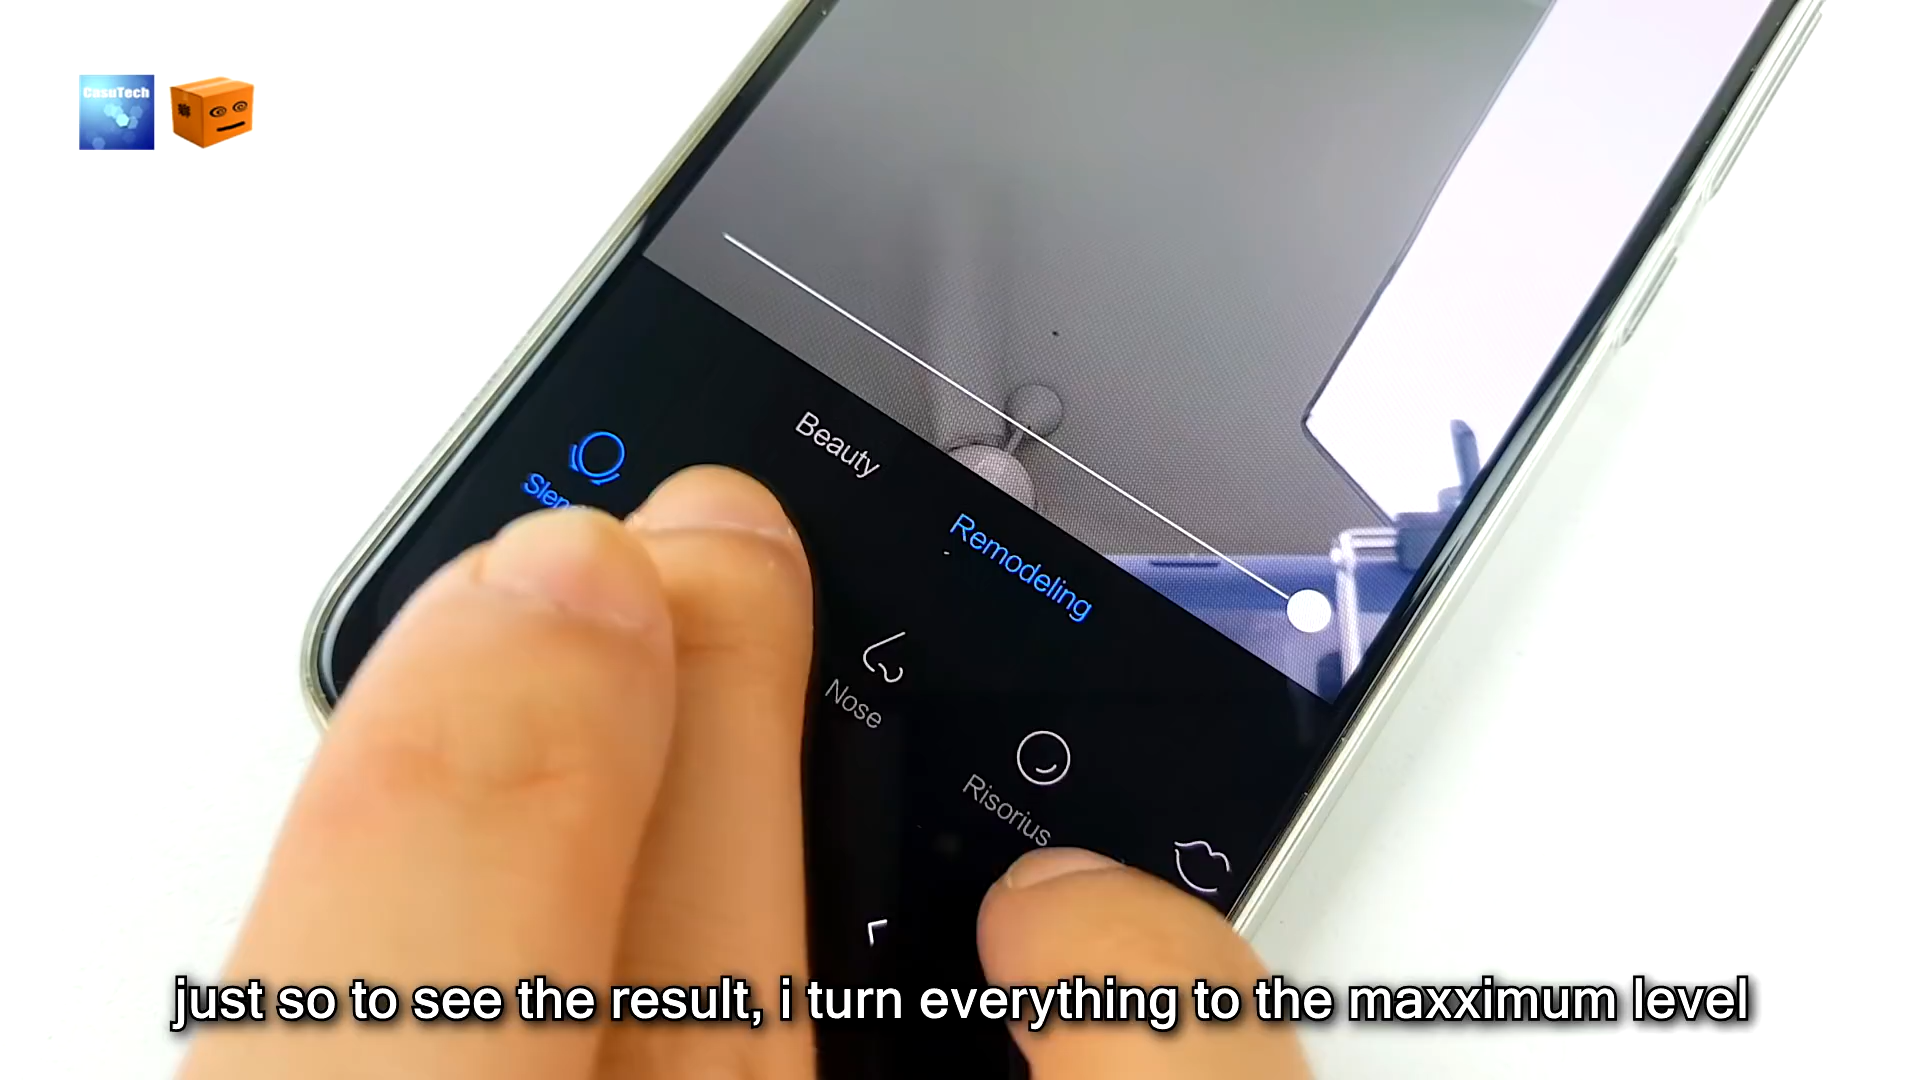 CasuTech
Beauty
Remodeling
Nose
Risorius
just so to see the result, i turn everything to the maxximum level